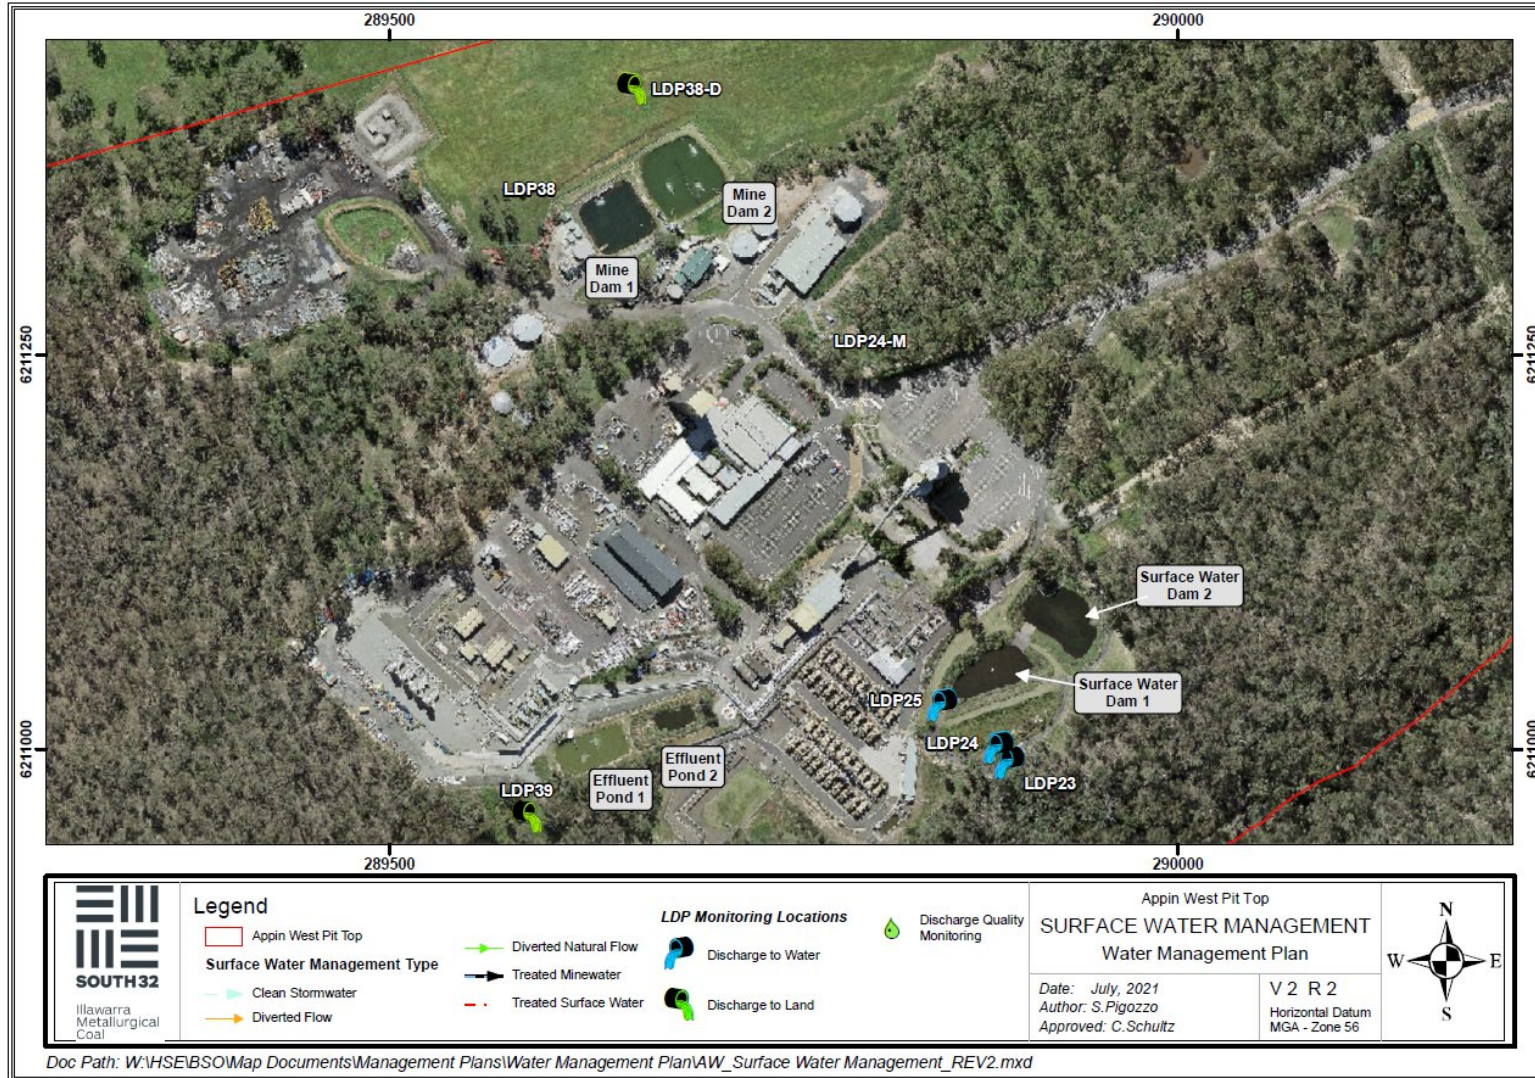 289500
290000
LDP38-D
LDP38
Mine
Dam 2
Mine
Dam 1
6211250
LDP24-M
6211250
Surface Water
Dam 2
Surface Water
Dam 1
LDP25
LDP24
LDP23
6211000
6211000
Effluent
Pond 2
Effluent
Pond 1
LDP39
289500
290000
SOUTH32
Illawarra
Metallurgical
Coal
Legend
Appin West Pit Top
Surface Water Management Type
Clean Stormwater
Diverted Flow
Diverted Natural Flow
Treated Minewater
Treated Surface Water
LDP Monitoring Locations
Discharge to Water
Discharge to Land
Discharge Quality
Monitoring
Appin West Pit Top
SURFACE WATER MANAGEMENT
Water Management Plan
Date: July, 2021
Author: S.Pigozzo
Approved: C.Schultz
V 2 R 2
Horizontal Datum
MGA - Zone 56
N
W
E
S
Doc Path: W:\HSE\BSO\Map Documents\Management Plans\Water Management Plan\AW_Surface Water Management_REV2.mxd